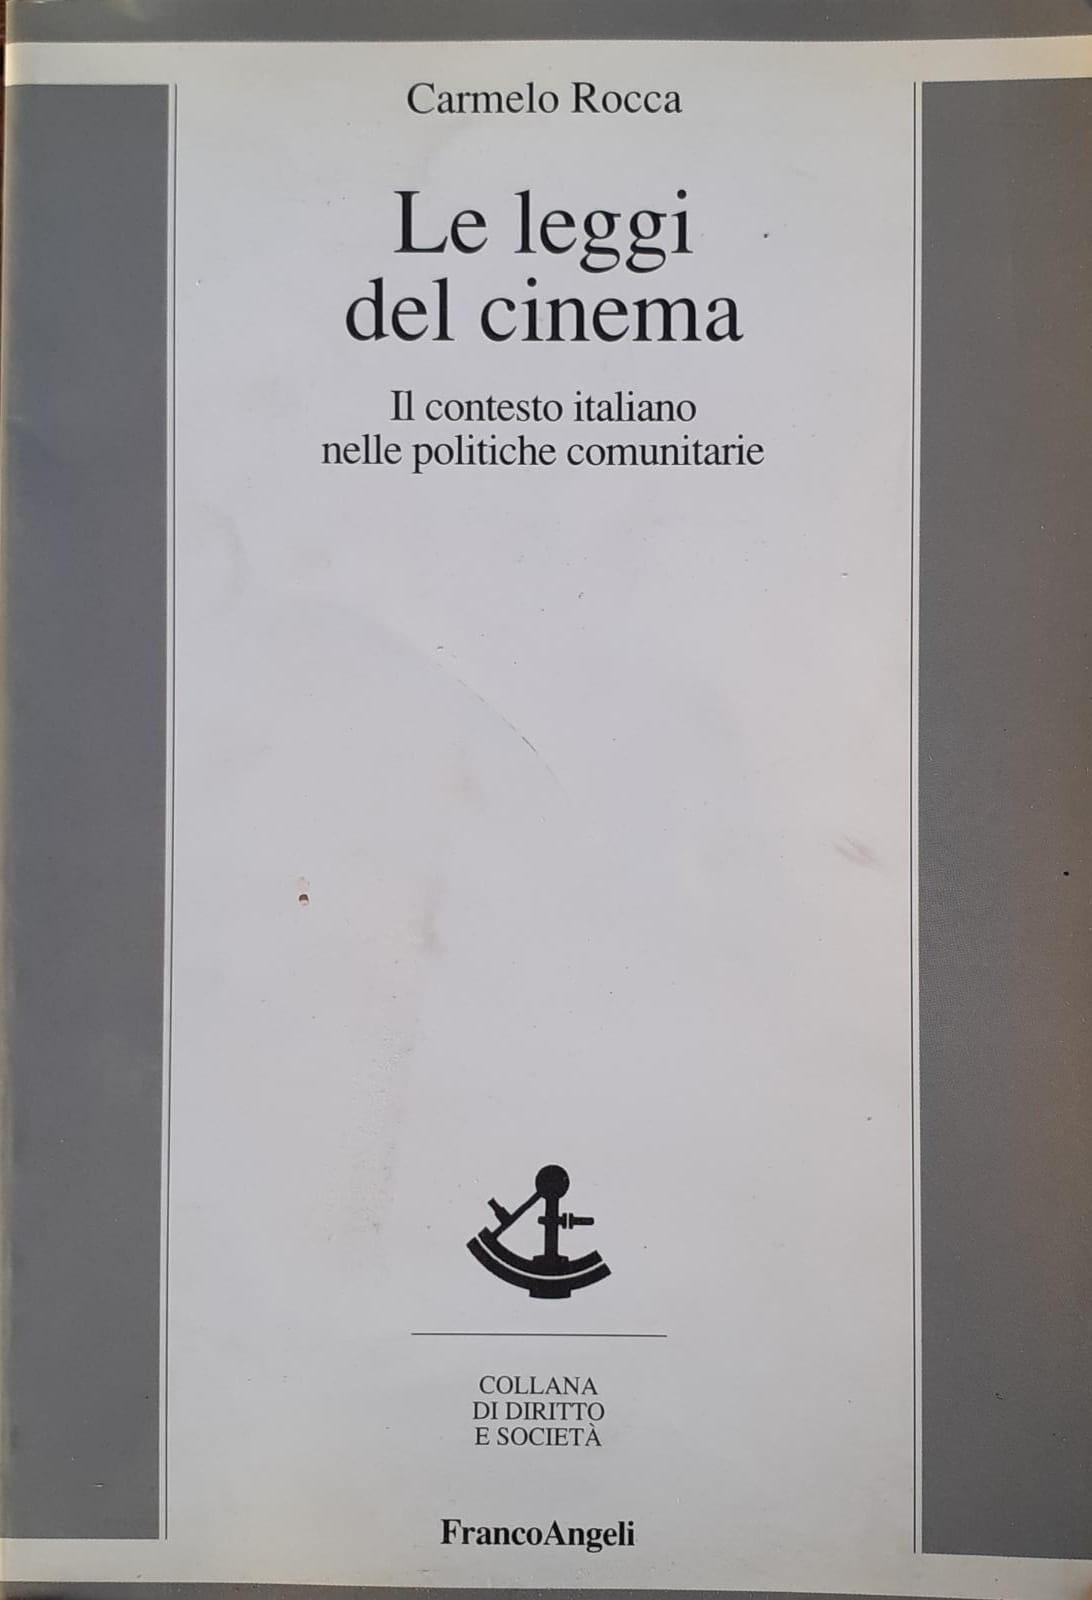 Carmelo Rocca
Le leggi
del cinema
Il contesto italiano
nelle politiche comunitarie
COLLANA
DI DIRITTO
E SOCIETÀ
FrancoAngeli